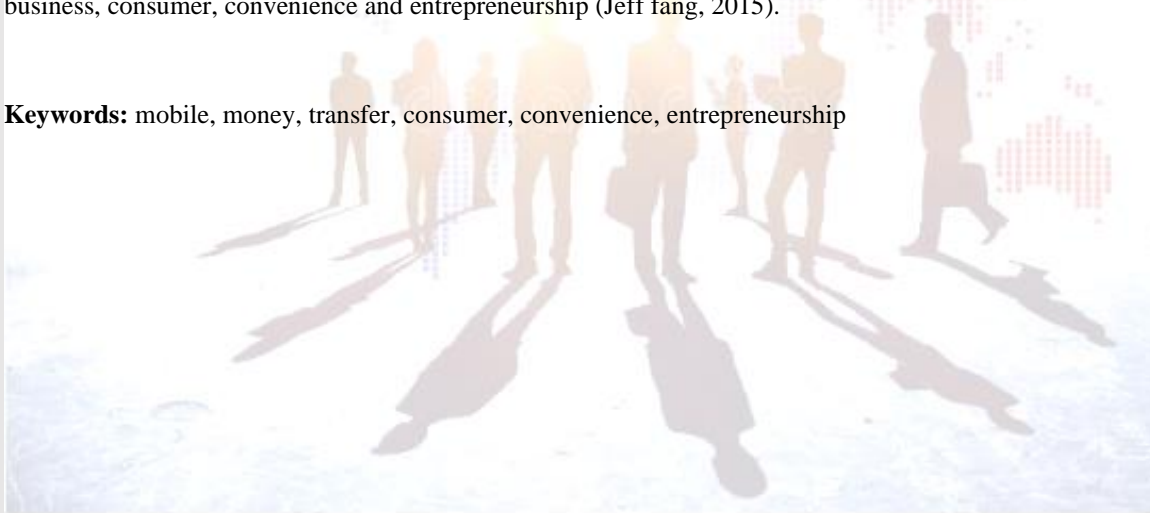 business, consumer, convenience and entrepreneurship (Jeff fang, 2015).
Keywords: mobile, money, transfer, consumer, convenience, entrepreneurship